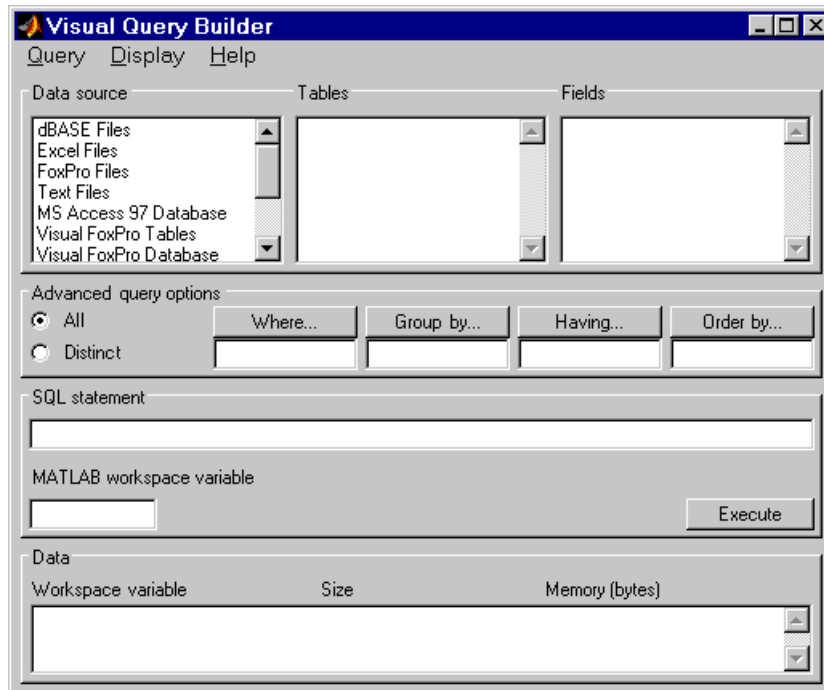 Visual Query Builder
Query Display Help
Data source Tables Fields
dBASE Files
Excel Files
FoxPro Files
Text Files
MS Access 97 Database
Visual FoxPro Tables
Visual FoxPro Database
Advanced query options
All Where... Group by... Having... Order by...
Distinct
SQL statement
MATLAB workspace variable
Execute
Data
Workspace variable Size Memory (bytes)